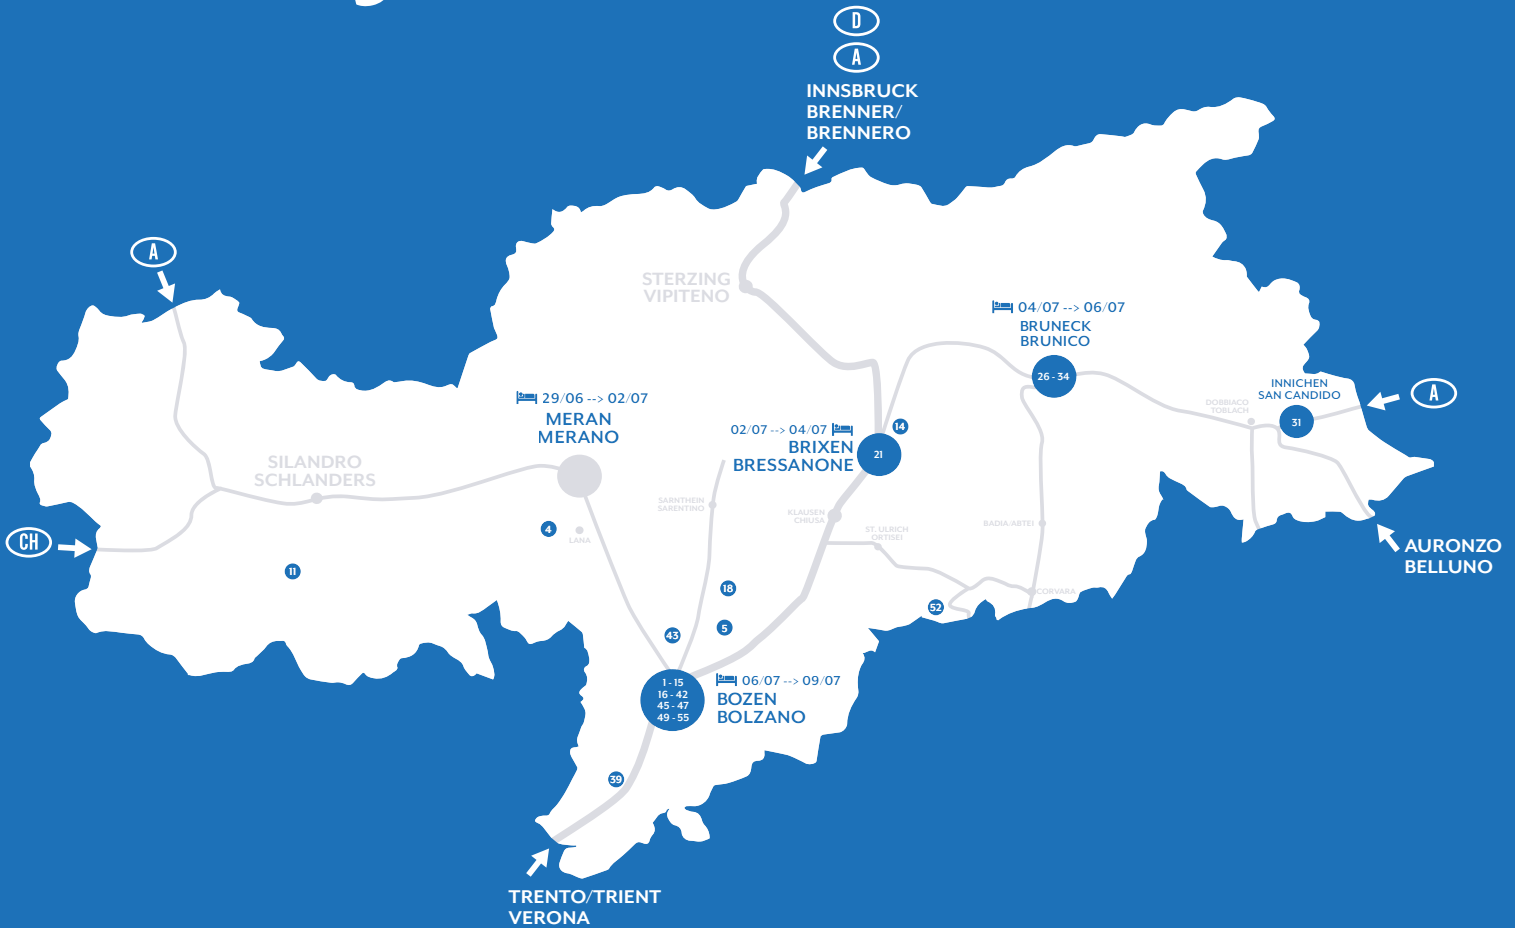 D
A
INNSBRUCK
BRENNER/
BRENNERO
A
STERZING
VIPITENO
04/07 --> 06/07
BRUNECK
BRUNICO
26 - 34
INNICHEN
SAN CANDIDO
A
31
DOBBIACO
TOBLACH
29/06 --> 02/07
MERAN
MERANO
02/07 --> 04/07
BRIXEN
BRESSANONE
14
21
SILANDRO
SCHLANDERS
SARNTHEIN
SARENTINO
KLAUSEN
CHIUSA
ST. ULRICH
ORTISEI
BADIA/ABTEI
4
LANA
CH
AURONZO
BELLUNO
11
18
CORVARA
52
5
43
1 - 15
16 - 42
45 - 47
49 - 55
06/07 --> 09/07
BOZEN
BOLZANO
39
TRENTO/TRIENT
VERONA